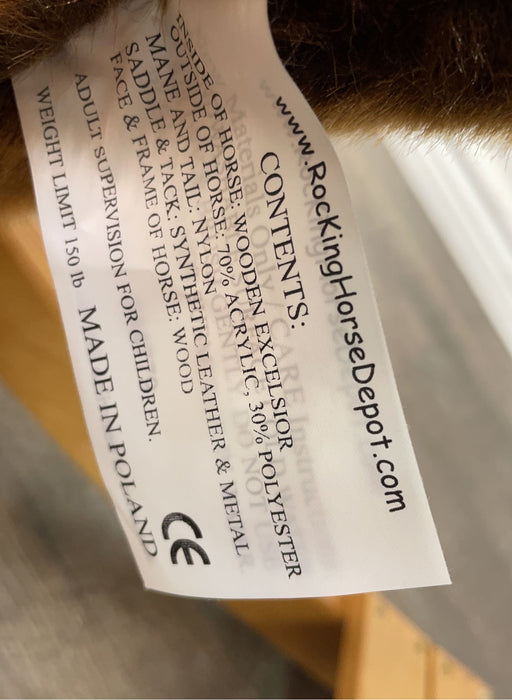 www.RocKingHorseDepot.com
CONTENTS:
INSIDE OF HORSE: WOODEN EXCELSIOR
OUTSIDE OF HORSE: 70% ACRYLIC, 30% POLYESTER
MANE AND TAIL: NYLON
SADDLE & TACK: SYNTHETIC LEATHER & METAL
FACE & FRAME OF HORSE: WOOD
ADULT SUPERVISION FOR CHILDREN.
WEIGHT LIMIT 150 lb MADE IN POLAND
CE